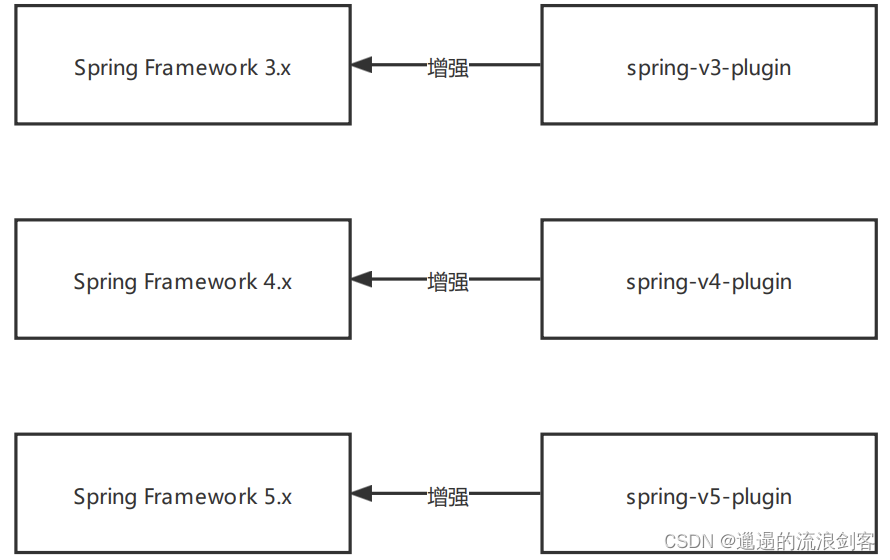 Spring Framework 3.x 增强 spring-v3-plugin
Spring Framework 4.x 增强 spring-v4-plugin
Spring Framework 5.x 增强 spring-v5-plugin
CSDN @邋遢的流浪剑客